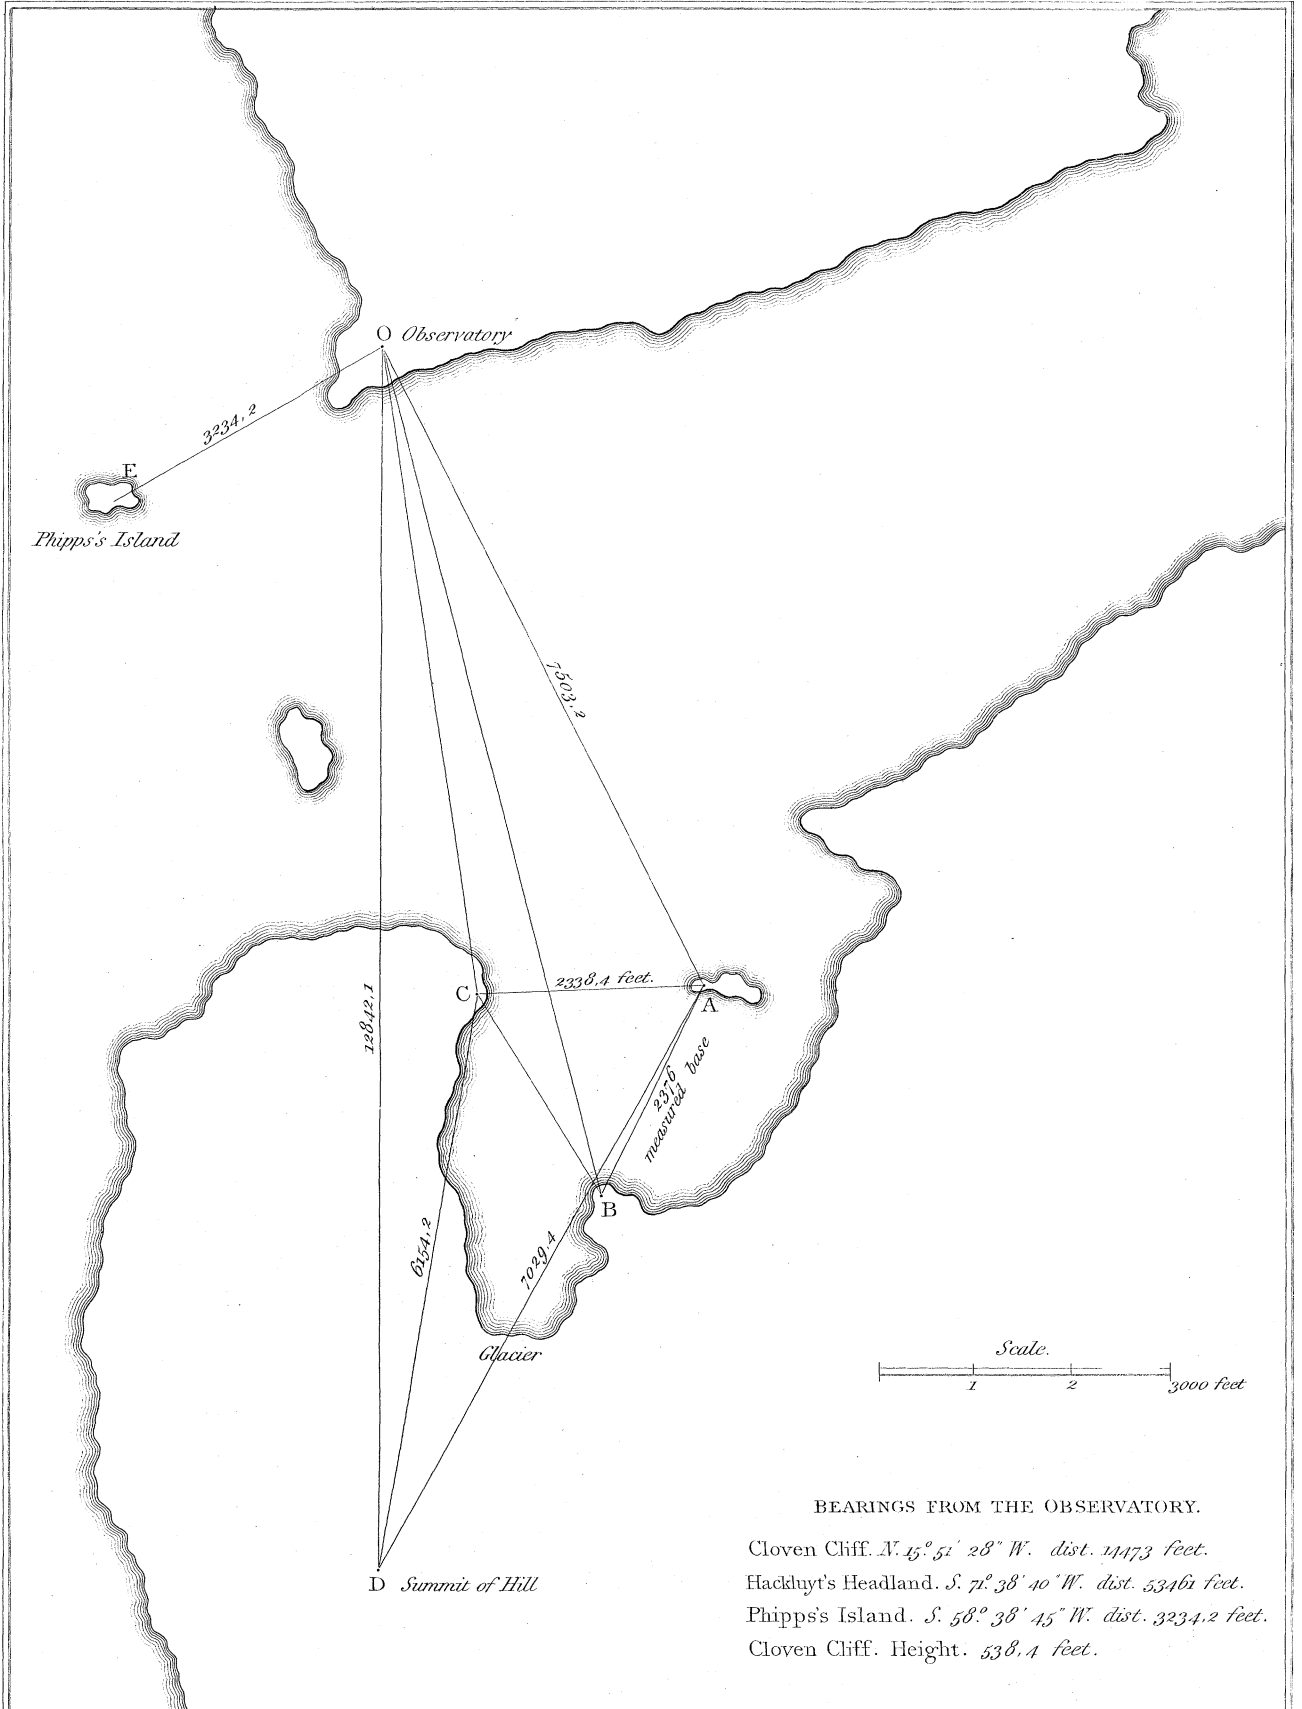 O Observatory
3234,2
E
Phipps's Island
7503,2
C
2338,4 feet.
A
12842,1
2376
measured base
B
6154,2
7029,4
Glacier
Scale.
1 2 3000 feet
D Summit of Hill
BEARINGS FROM THE OBSERVATORY.
Cloven Cliff. N. 15.° 51' 28" W. dist. 14473 feet.
Hackluyt's Headland. S. 71.° 38' 40" W. dist. 53461 feet.
Phipps's Island. S. 58.° 38' 45" W. dist. 3234,2 feet.
Cloven Cliff. Height. 538,4 feet.